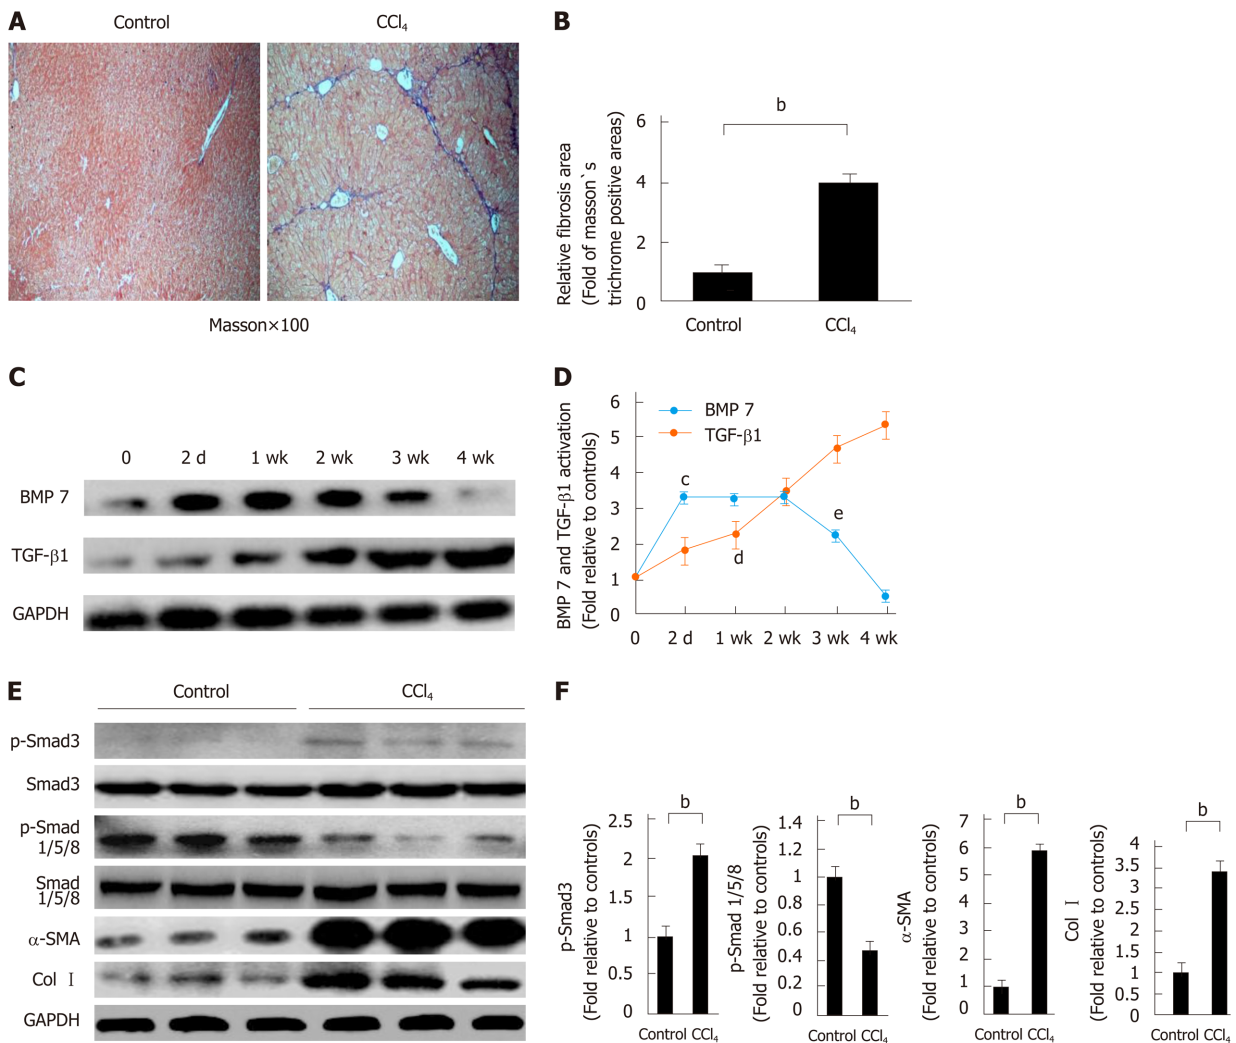 A
Control
CCl4
Masson×100
B
Relative fibrosis area
(Fold of masson`s
trichrome positive areas)
6
4
2
0
b
Control
CCl4
C
0 2 d 1 wk 2 wk 3 wk 4 wk
BMP 7
TGF-β1
GAPDH
D
BMP 7 and TGF-β1 activation
(Fold relative to controls)
6
5
4
3
2
1
0
BMP 7
TGF-β1
c
d
e
0 2 d 1 wk 2 wk 3 wk 4 wk
E
Control
CCl4
p-Smad3
Smad3
p-Smad
1/5/8
Smad
1/5/8
α-SMA
Col Ⅰ
GAPDH
F
p-Smad3
(Fold relative to controls)
2.5
2
1
0.5
0
b
Control CCl4
p-Smad 1/5/8
(Fold relative to controls)
1.4
1.2
1
0.8
0.6
0.4
0.2
0
b
Control CCl4
α-SMA
(Fold relative to controls)
7
6
5
4
3
2
1
0
b
Control CCl4
Col Ⅰ
(Fold relative to controls)
4
3.5
3
2.5
2
1.5
1
0.5
0
b
Control CCl4